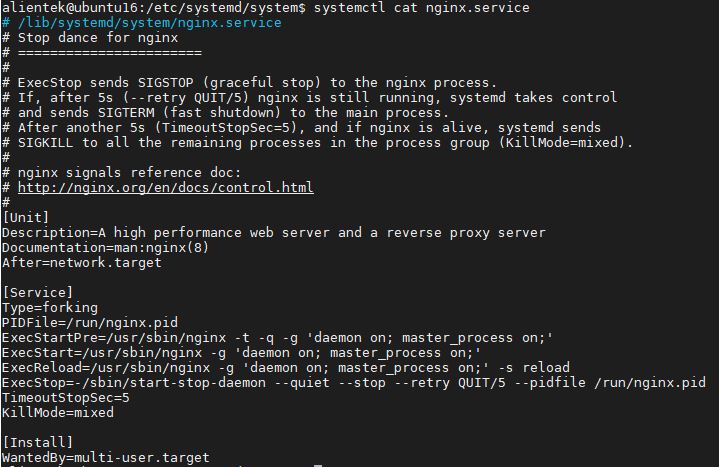 alientek@ubuntu16:/etc/systemd/system$ systemctl cat nginx.service
# /lib/systemd/system/nginx.service
# Stop dance for nginx
# =======================
#
# ExecStop sends SIGSTOP (graceful stop) to the nginx process.
# If, after 5s (--retry QUIT/5) nginx is still running, systemd takes control
# and sends SIGTERM (fast shutdown) to the main process.
# After another 5s (TimeoutStopSec=5), and if nginx is alive, systemd sends
# SIGKILL to all the remaining processes in the process group (KillMode=mixed).
#
# nginx signals reference doc:
# http://nginx.org/en/docs/control.html
#
[Unit]
Description=A high performance web server and a reverse proxy server
Documentation=man:nginx(8)
After=network.target

[Service]
Type=forking
PIDFile=/run/nginx.pid
ExecStartPre=/usr/sbin/nginx -t -q -g 'daemon on; master_process on;'
ExecStart=/usr/sbin/nginx -g 'daemon on; master_process on;'
ExecReload=/usr/sbin/nginx -g 'daemon on; master_process on;' -s reload
ExecStop=-/sbin/start-stop-daemon --quiet --stop --retry QUIT/5 --pidfile /run/nginx.pid
TimeoutStopSec=5
KillMode=mixed

[Install]
WantedBy=multi-user.target